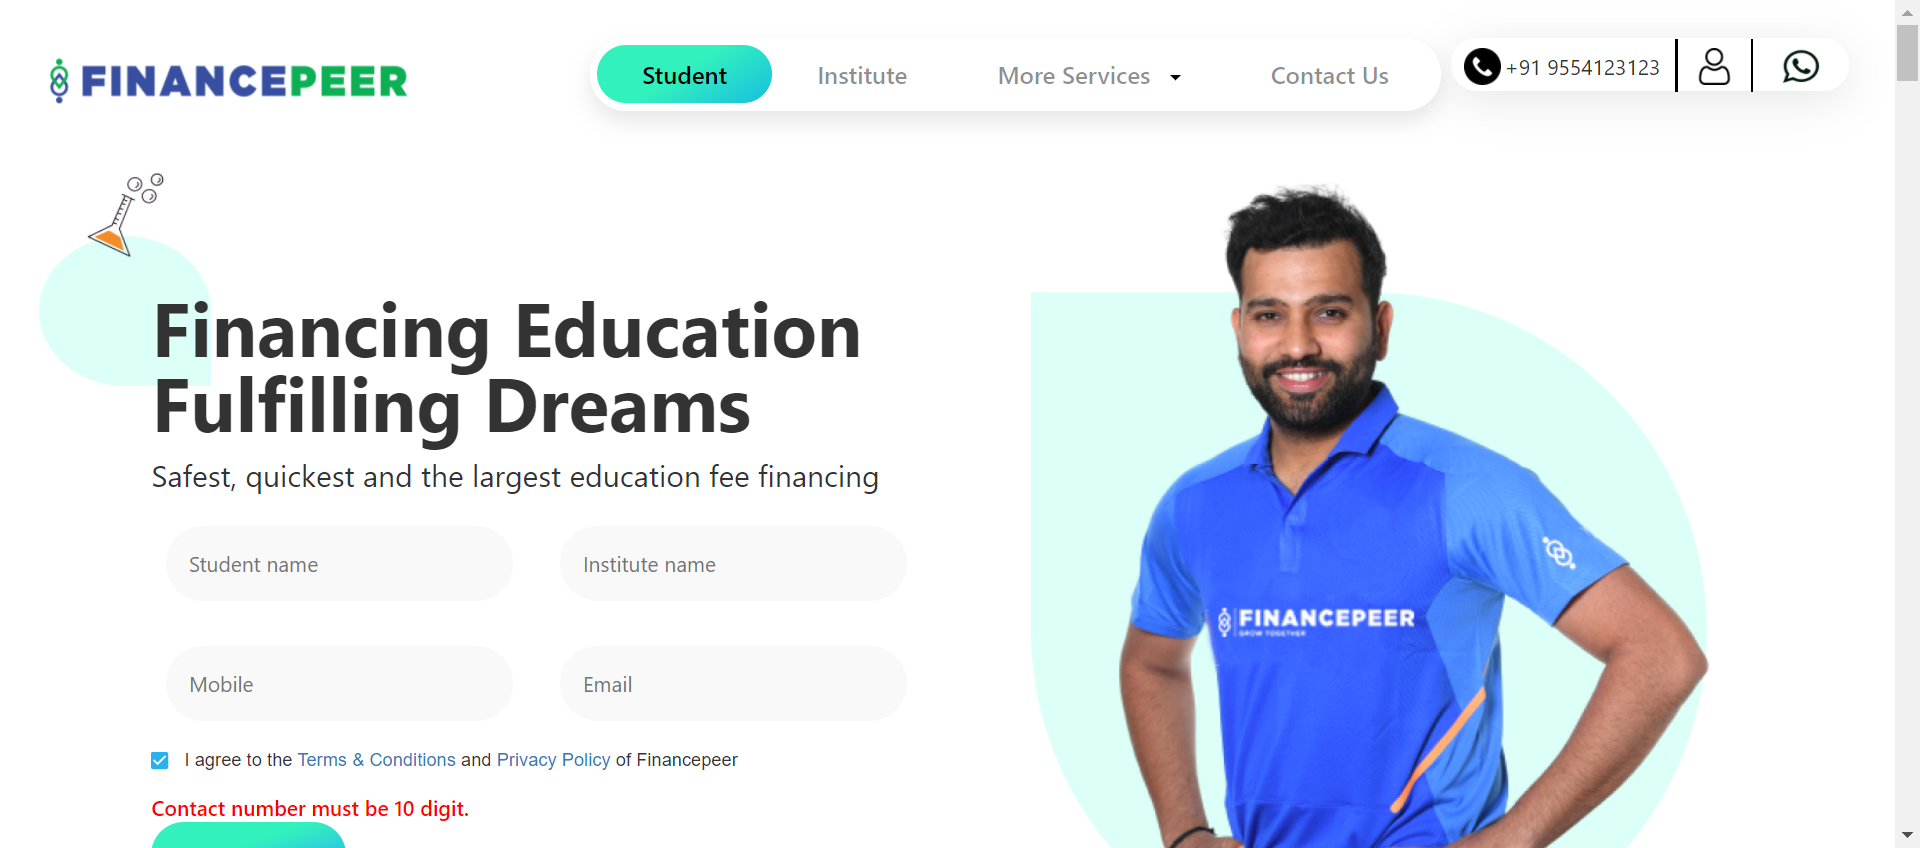 FINANCEPEER
Student
Institute
More Services
Contact Us
+91 9554123123
Financing Education
Fulfilling Dreams
Safest, quickest and the largest education fee financing
Student name
Institute name
Mobile
Email
I agree to the Terms & Conditions and Privacy Policy of Financepeer
Contact number must be 10 digit.
FINANCEPEER
GROW TOGETHER